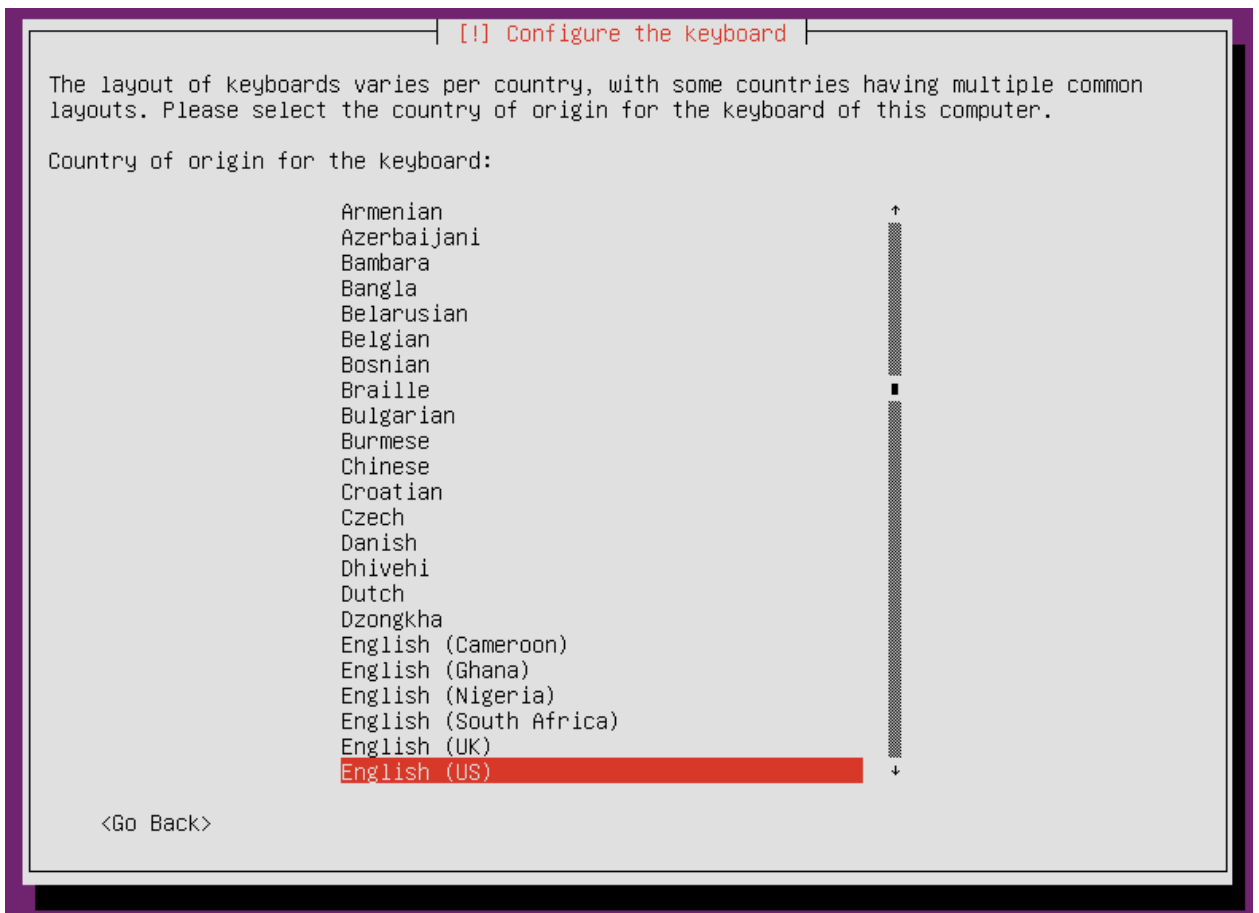 [!] Configure the keyboard
The layout of keyboards varies per country, with some countries having multiple common
layouts. Please select the country of origin for the keyboard of this computer.
Country of origin for the keyboard:
Armenian
Azerbaijani
Bambara
Bangla
Belarusian
Belgian
Bosnian
Braille
Bulgarian
Burmese
Chinese
Croatian
Czech
Danish
Dhivehi
Dutch
Dzongkha
English (Cameroon)
English (Ghana)
English (Nigeria)
English (South Africa)
English (UK)
English (US)
<Go Back>